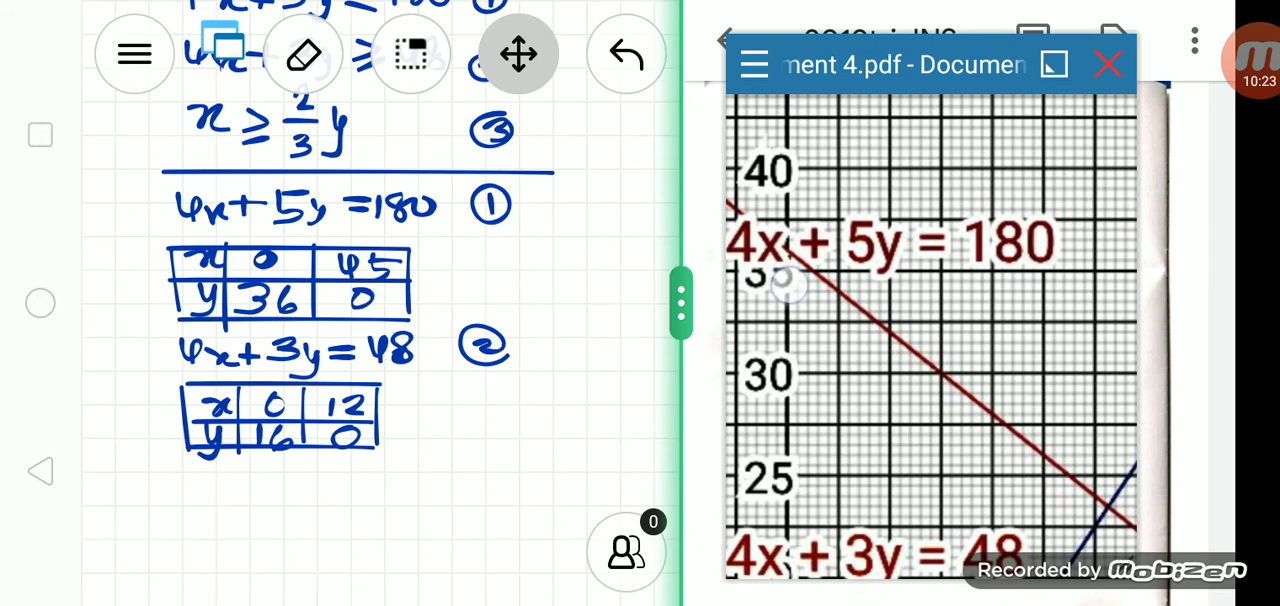 x ≥ 2/3 y ③
4x + 5y = 180 ①
x 0 45
y 36 0
4x + 3y = 48 ②
x 0 12
y 16 0
0
ment 4.pdf - Documen
10:23
40
4x + 5y = 180
35
30
25
4x + 3y = 48
Recorded by mobizen